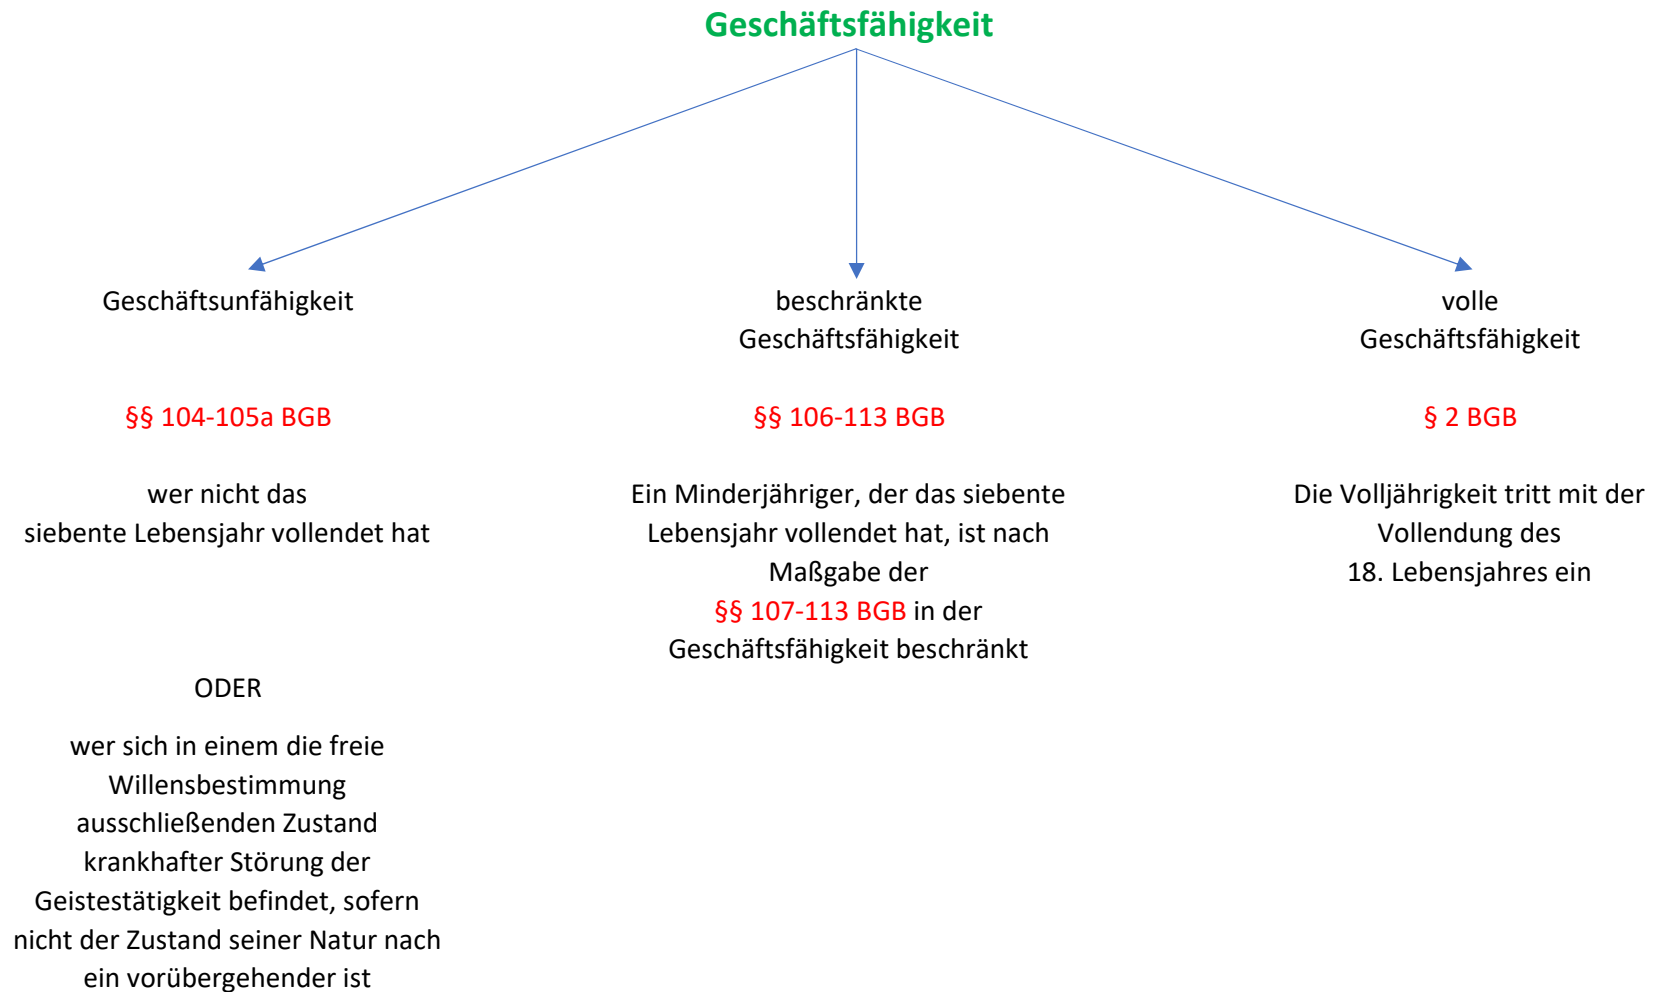 Geschäftsfähigkeit
Geschäftsunfähigkeit
§§ 104-105a BGB
wer nicht das
siebente Lebensjahr vollendet hat
ODER
wer sich in einem die freie
Willensbestimmung
ausschließenden Zustand
krankhafter Störung der
Geistestätigkeit befindet, sofern
nicht der Zustand seiner Natur nach
ein vorübergehender ist
beschränkte
Geschäftsfähigkeit
§§ 106-113 BGB
Ein Minderjähriger, der das siebente
Lebensjahr vollendet hat, ist nach
Maßgabe der
§§ 107-113 BGB in der
Geschäftsfähigkeit beschränkt
volle
Geschäftsfähigkeit
§ 2 BGB
Die Volljährigkeit tritt mit der
Vollendung des
18. Lebensjahres ein